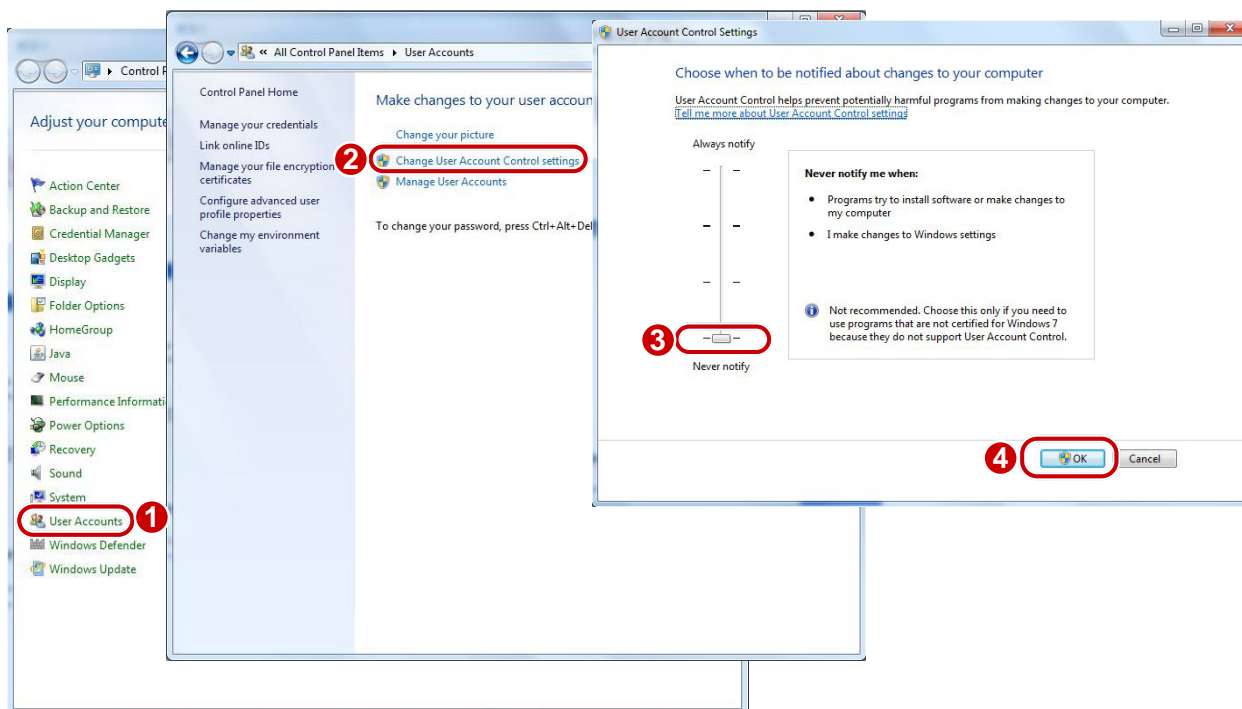 Control P
Adjust your compute
Action Center
Backup and Restore
Credential Manager
Desktop Gadgets
Display
Folder Options
HomeGroup
Java
Mouse
Performance Informati
Power Options
Recovery
Sound
System
User Accounts
1
Windows Defender
Windows Update
« All Control Panel Items ▸ User Accounts
Control Panel Home
Manage your credentials
Link online IDs
Manage your file encryption
certificates
Configure advanced user
profile properties
Change my environment
variables
Make changes to your user accoun
Change your picture
2
Change User Account Control settings
Manage User Accounts
To change your password, press Ctrl+Alt+Del
User Account Control Settings
Choose when to be notified about changes to your computer
User Account Control helps prevent potentially harmful programs from making changes to your computer.
Tell me more about User Account Control settings
Always notify
3
Never notify
Never notify me when:
• Programs try to install software or make changes to
my computer
• I make changes to Windows settings
Not recommended. Choose this only if you need to
use programs that are not certified for Windows 7
because they do not support User Account Control.
4
OK
Cancel